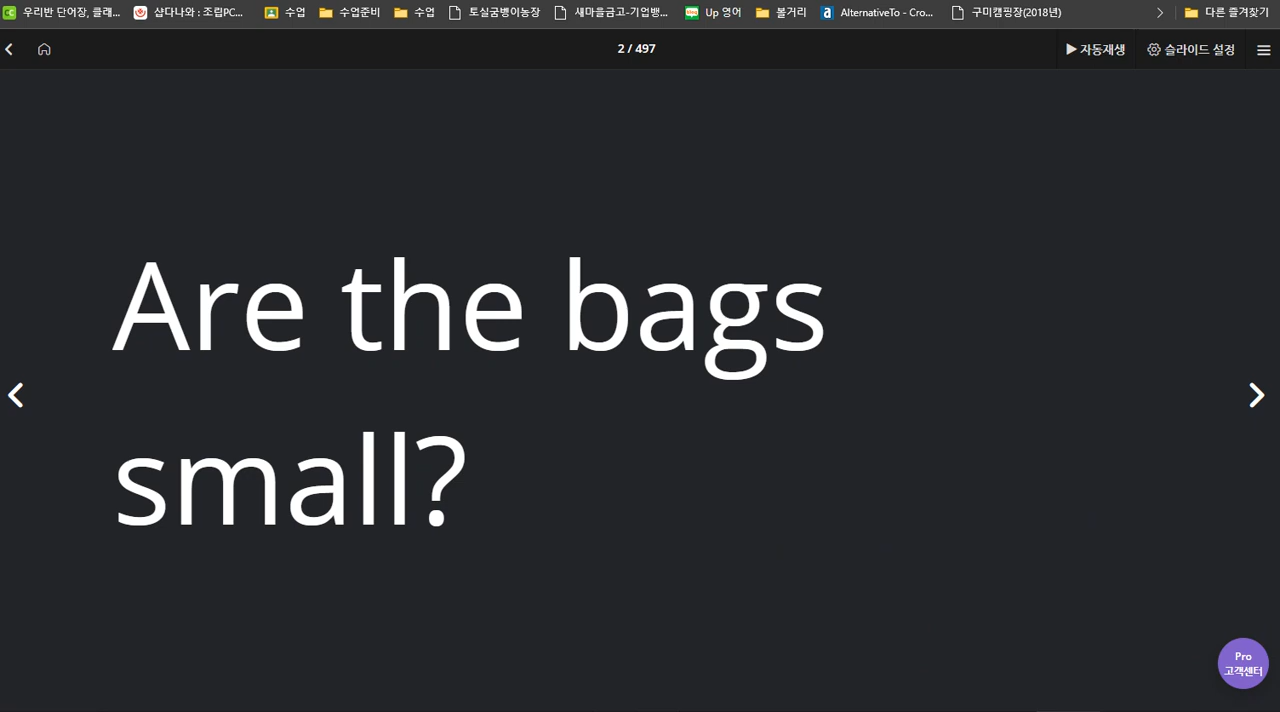 우리반 단어장, 클래... 샵다나와 : 조립PC... 수업 수업준비 수업 토실굼벵이농장 새마을금고-기업뱅... Up 영어 볼거리 AlternativeTo - Cro... 구미캠핑장(2018년) 다른 즐겨찾기
2 / 497 자동재생 슬라이드 설정
Are the bags
small?
Pro
고객센터